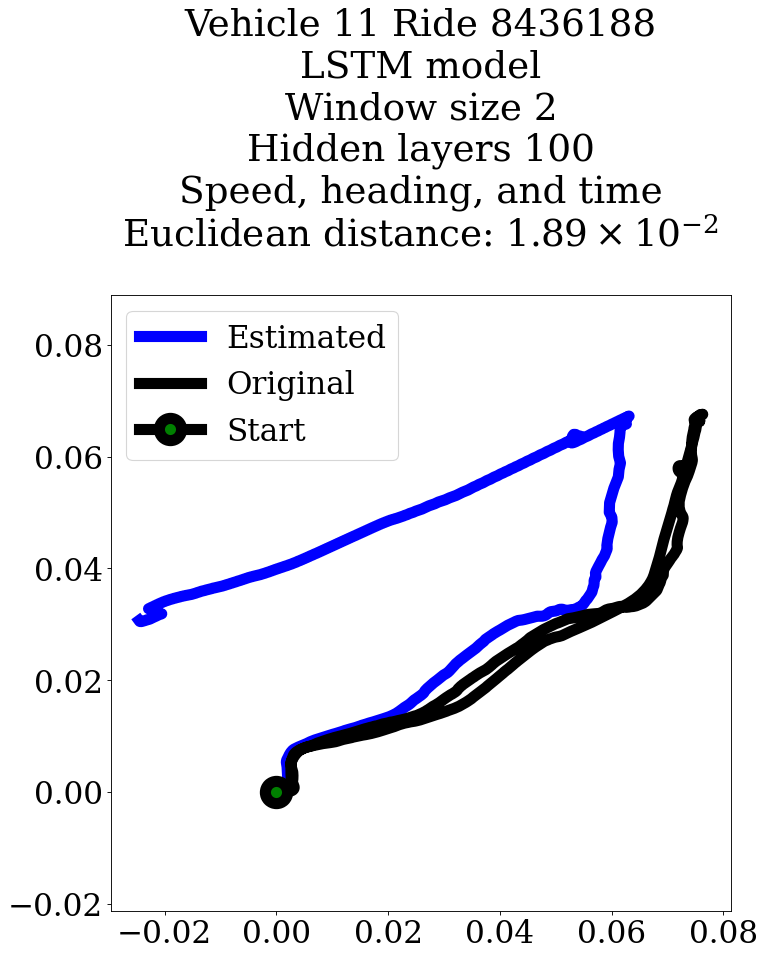 Vehicle 11 Ride 8436188
LSTM model
Window size 2
Hidden layers 100
Speed, heading, and time
Euclidean distance: 1.89 × 10⁻²
Estimated
Original
Start
0.08
0.06
0.04
0.02
0.00
−0.02
−0.02 0.00 0.02 0.04 0.06 0.08